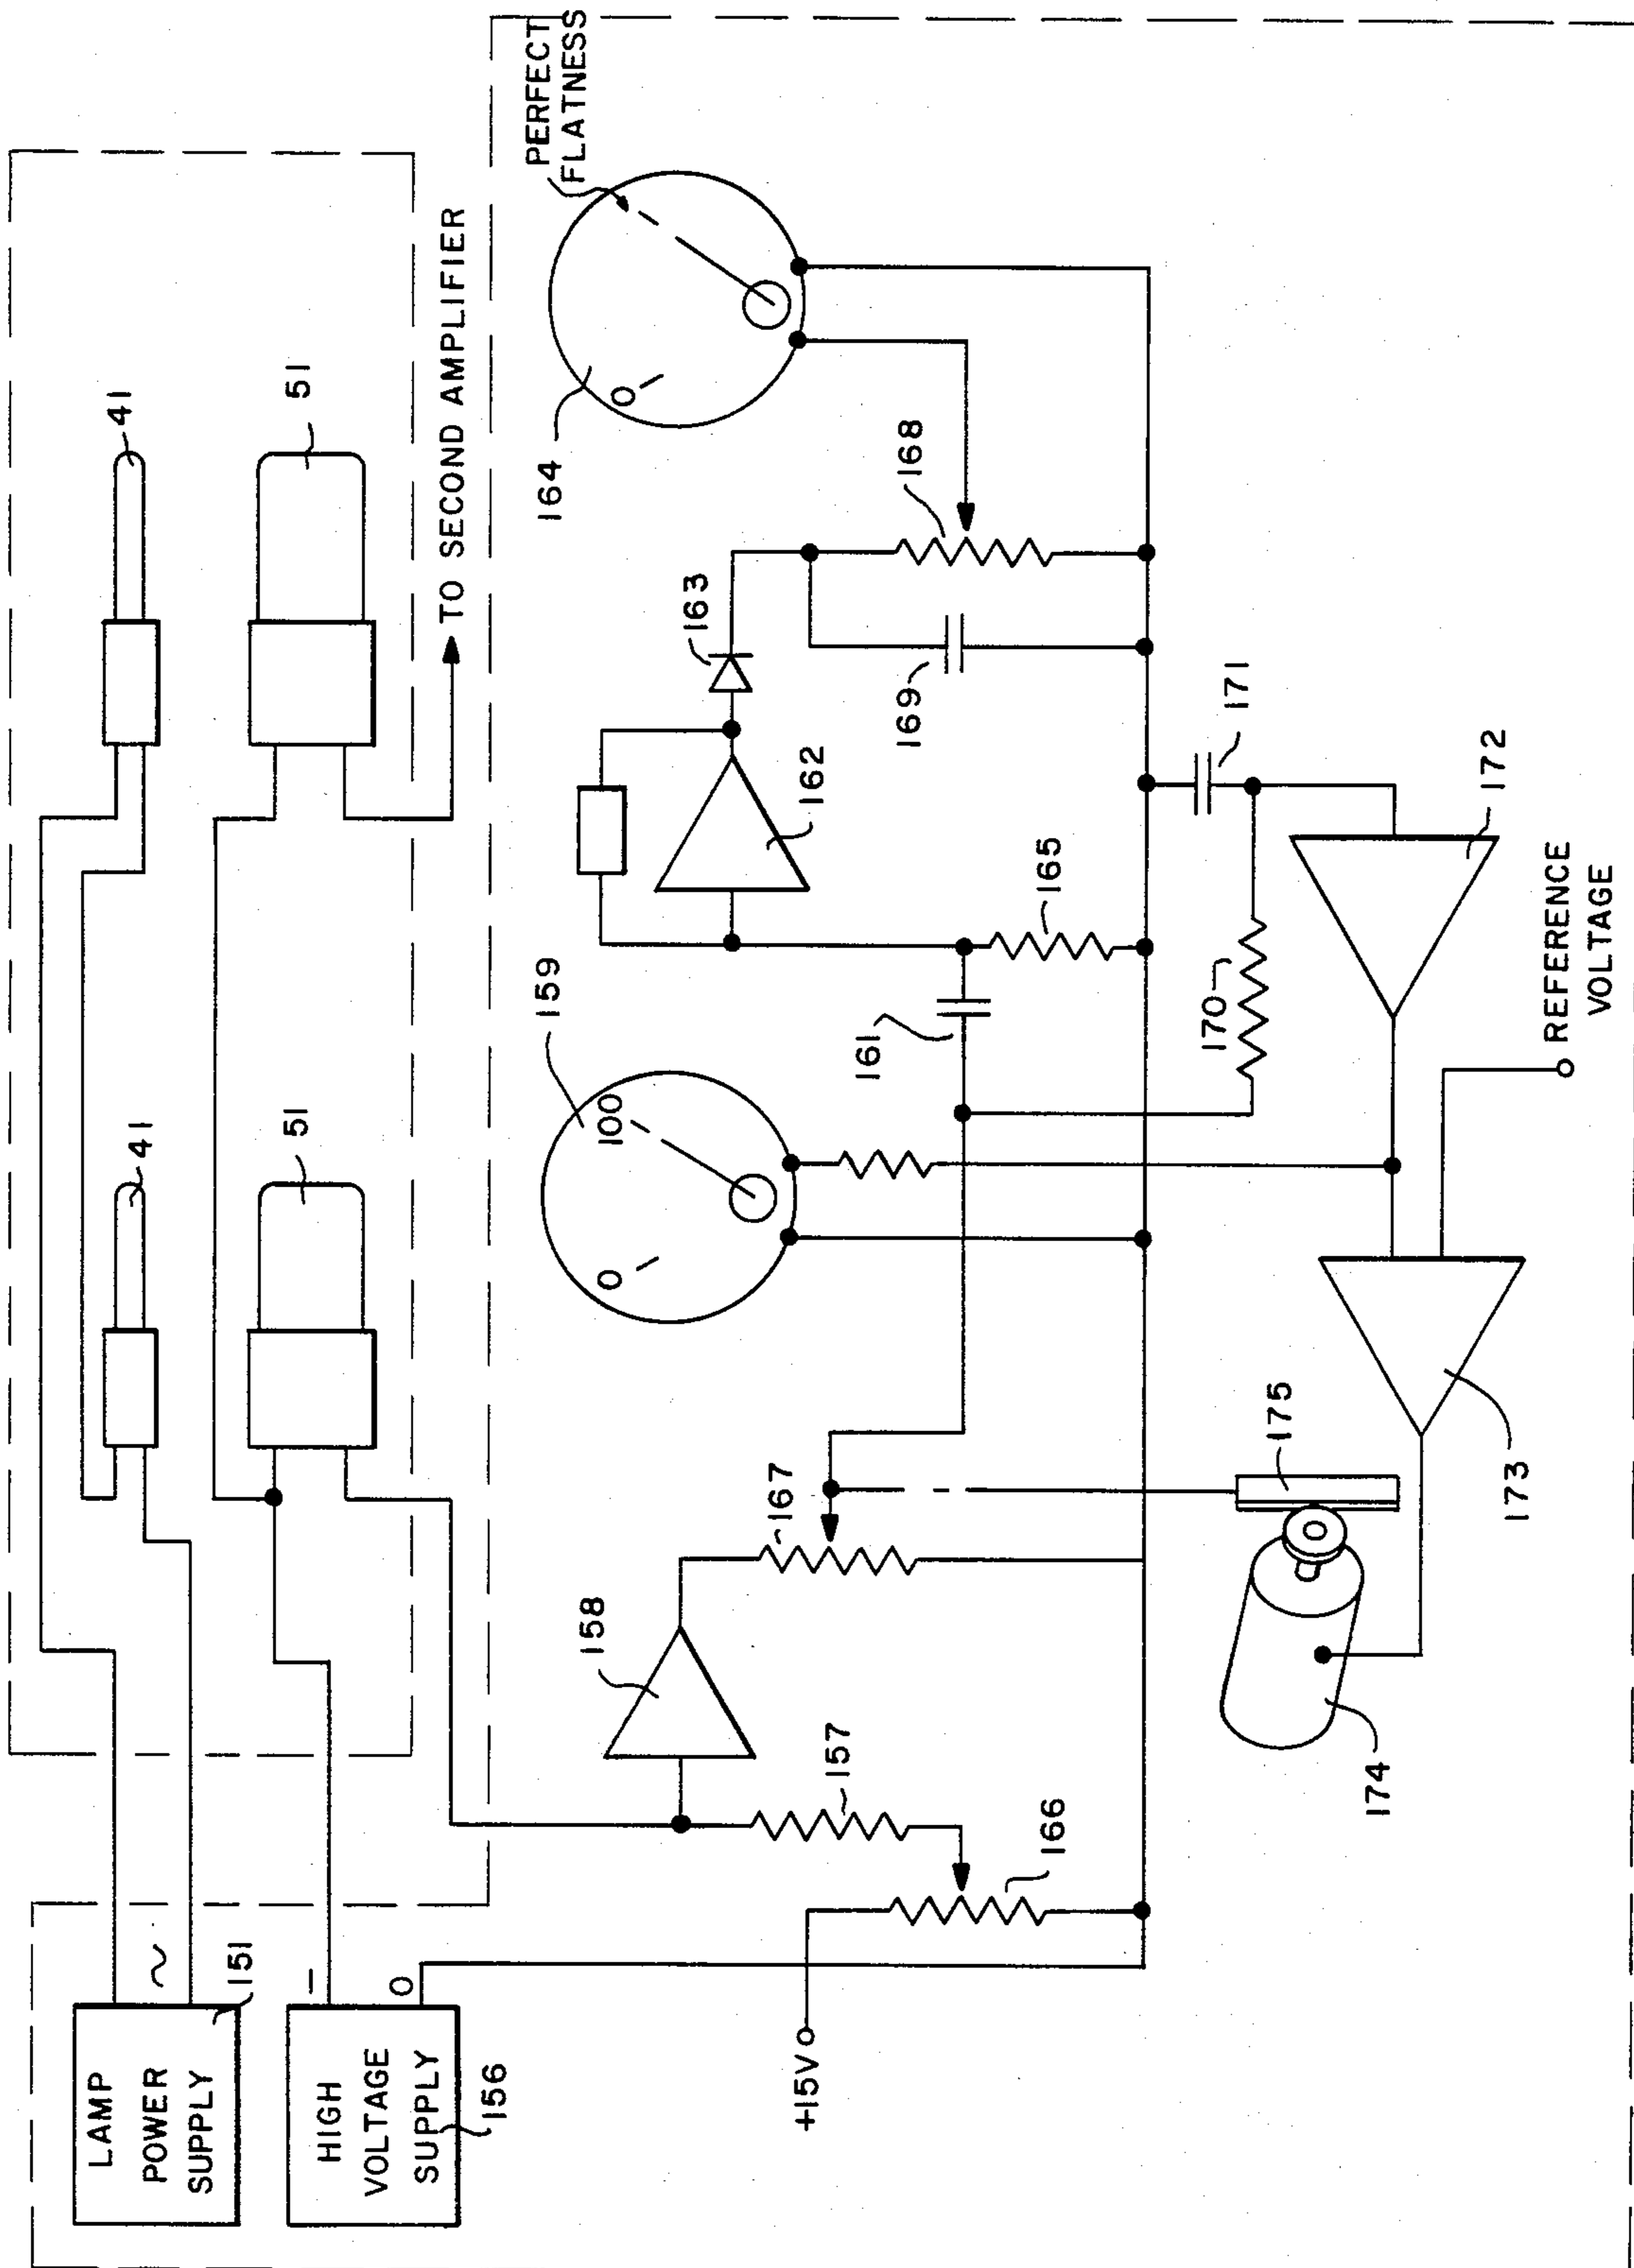 LAMP
POWER
SUPPLY
~
151
HIGH
VOLTAGE
SUPPLY
–
0
156
41
41
51
51
TO SECOND AMPLIFIER
+15V
166
157
158
167
0
100
159
161
162
163
165
168
169
0
164
PERFECT
FLATNESS
170
171
172
173
174
175
REFERENCE
VOLTAGE